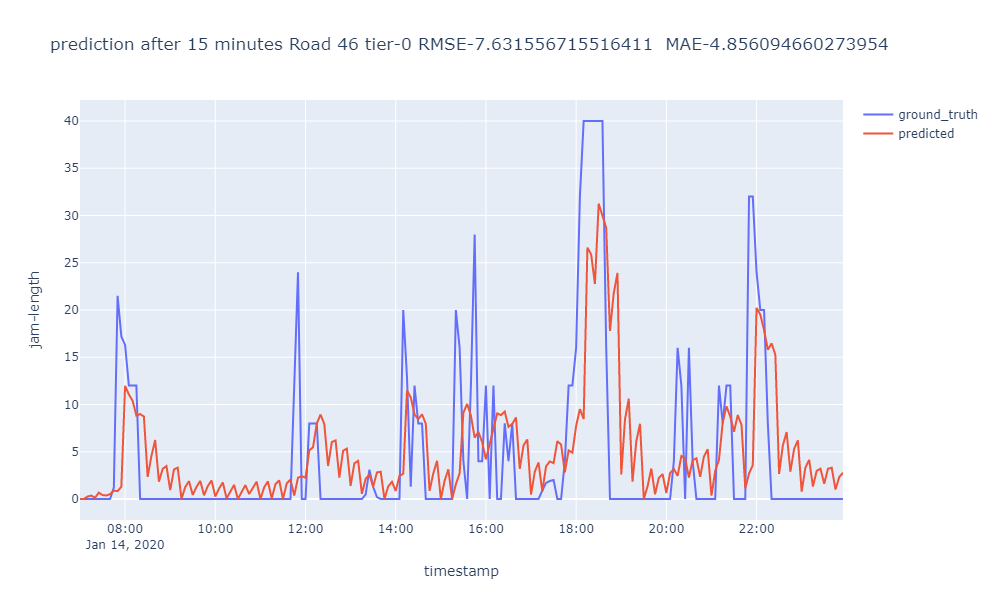 prediction after 15 minutes Road 46 tier-0 RMSE-7.631556715516411 MAE-4.856094660273954
ground_truth
predicted
40
35
30
25
20
15
10
5
0
jam-length
08:00 10:00 12:00 14:00 16:00 18:00 20:00 22:00
Jan 14, 2020
timestamp